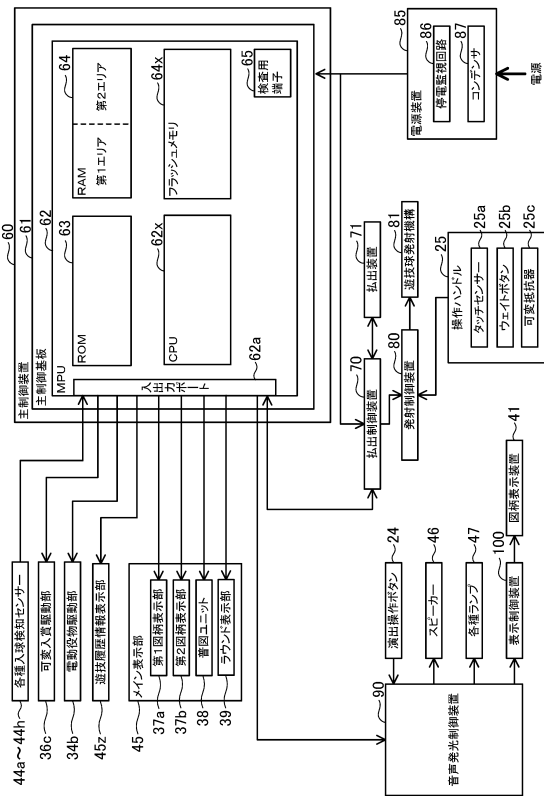 主制御装置
60
主制御基板
61
MPU
62
ROM
63
RAM
第1エリア
第2エリア
64
CPU
62x
フラッシュメモリ
64x
検査用
端子
65
入出力ポート
62a
各種入球検知センサー
44a～44h
可変入賞駆動部
36c
電動役物駆動部
34b
遊技履歴情報表示部
45z
メイン表示部
45
第1図柄表示部
37a
第2図柄表示部
37b
普図ユニット
38
ラウンド表示部
39
電源装置
85
停電監視回路
86
コンデンサ
87
電源
払出制御装置
70
払出装置
71
発射制御装置
80
遊技球発射機構
81
操作ハンドル
25
タッチセンサー
25a
ウェイトボタン
25b
可変抵抗器
25c
音声発光制御装置
90
演出操作ボタン
24
スピーカー
46
各種ランプ
47
表示制御装置
100
図柄表示装置
41